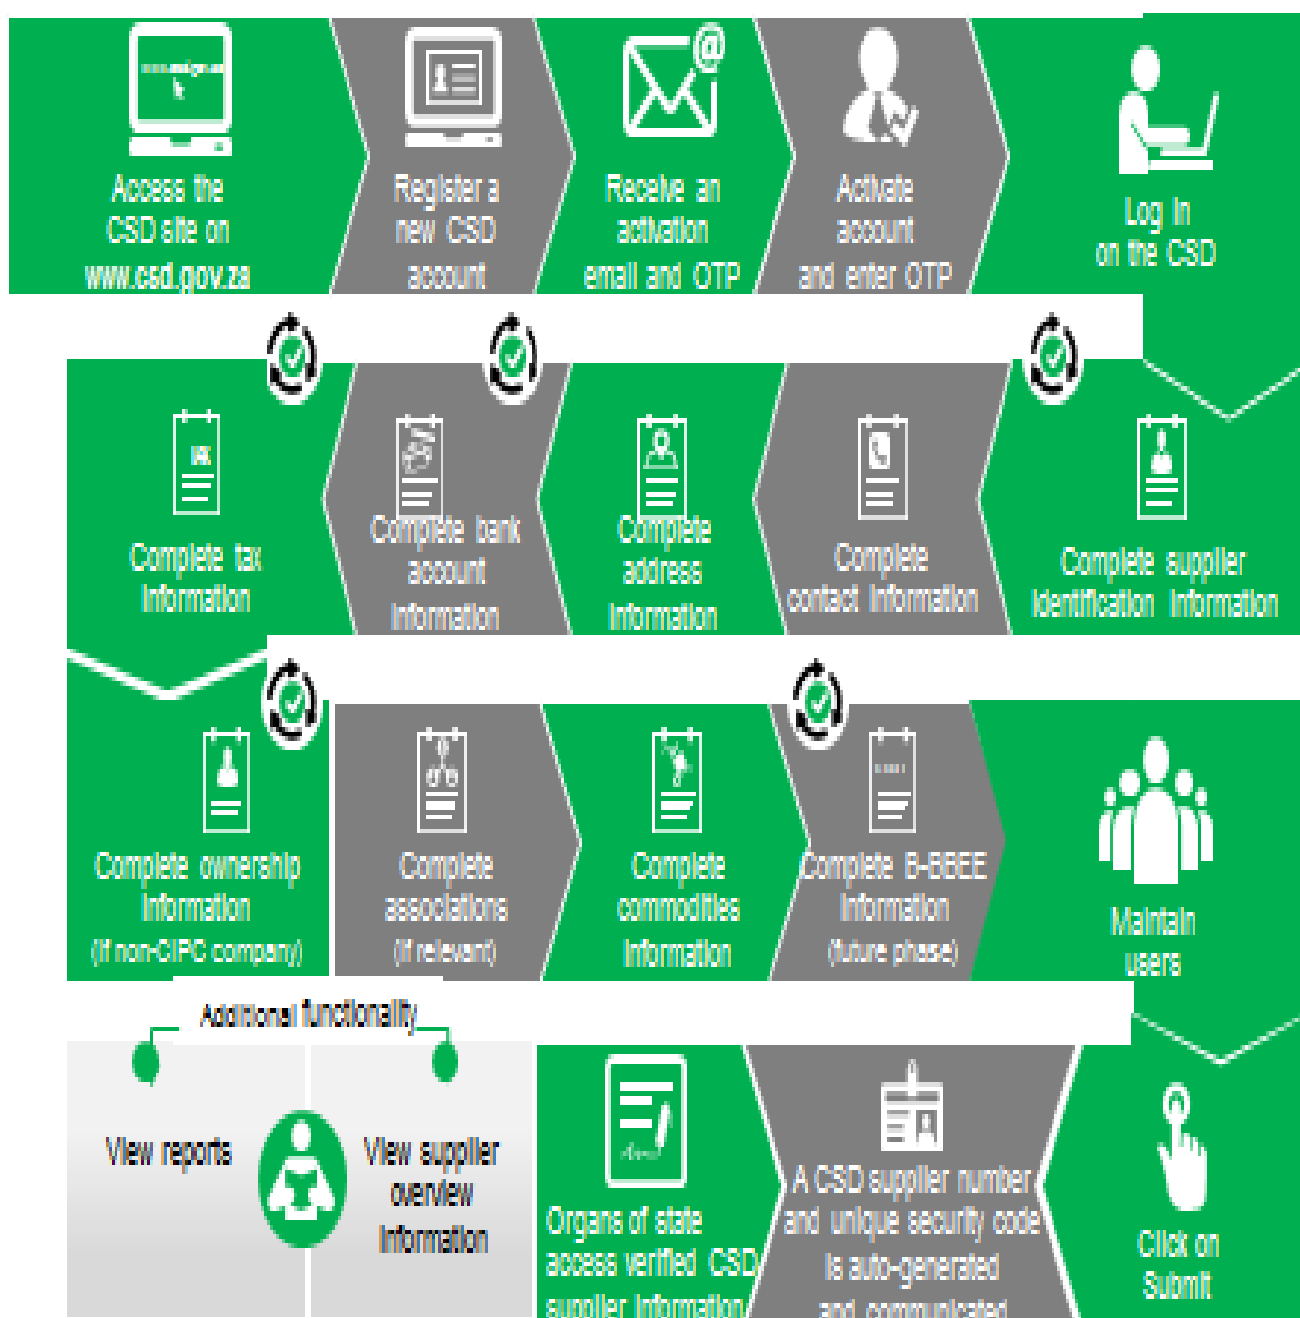 Access the
CSD site on
www.csd.gov.za
Register a
new CSD
account
Receive an
activation
email and OTP
Activate
account
and enter OTP
Log in
on the CSD
Complete supplier
identification information
Complete
contact information
Complete
address
information
Complete bank
account
information
Complete tax
information
Complete ownership
information
(if non-CIPC company)
Complete
associations
(if relevant)
Complete
commodities
information
Complete B-BBEE
information
(future phase)
Maintain
users
Click on
Submit
A CSD supplier number
and unique security code
is auto-generated
and communicated
Organs of state
access verified CSD
supplier information
Additional functionality
View reports
View supplier
overview
information